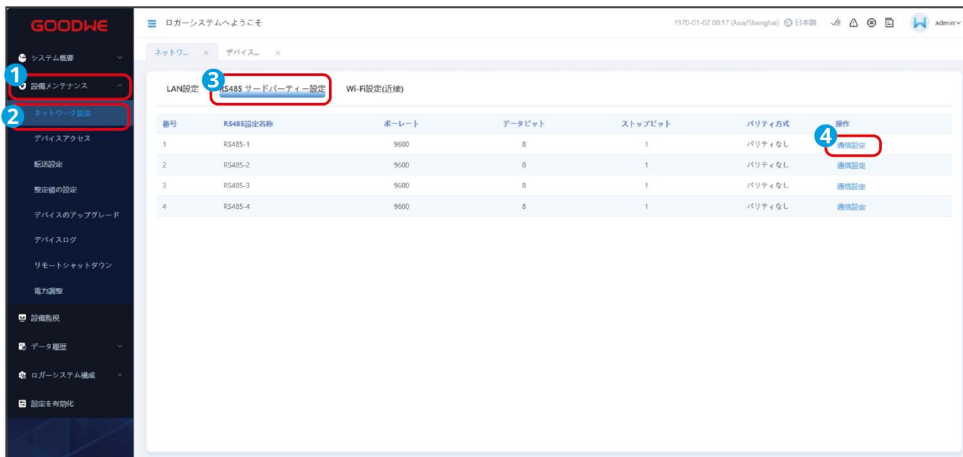 GOODWE
ロガーシステムへようこそ
1970-01-02 00:17 (Asia/Shanghai) 日本語 admin
ネットワ... × デバイス... ×
システム概要
1
設備メンテナンス
2
ネットワーク設定
デバイスアクセス
転送設定
整定値の設定
デバイスのアップグレード
デバイスログ
リモートシャットダウン
電力調整
設備監視
データ履歴
ロガーシステム構成
設定を有効化
3
LAN設定 RS485 サードパーティー設定 Wi-Fi設定(近接)
番号 RS485設定名称 ボーレート データビット ストップビット パリティ方式 操作
4
1 RS485-1 9600 8 1 パリティなし 通信設定
2 RS485-2 9600 8 1 パリティなし 通信設定
3 RS485-3 9600 8 1 パリティなし 通信設定
4 RS485-4 9600 8 1 パリティなし 通信設定